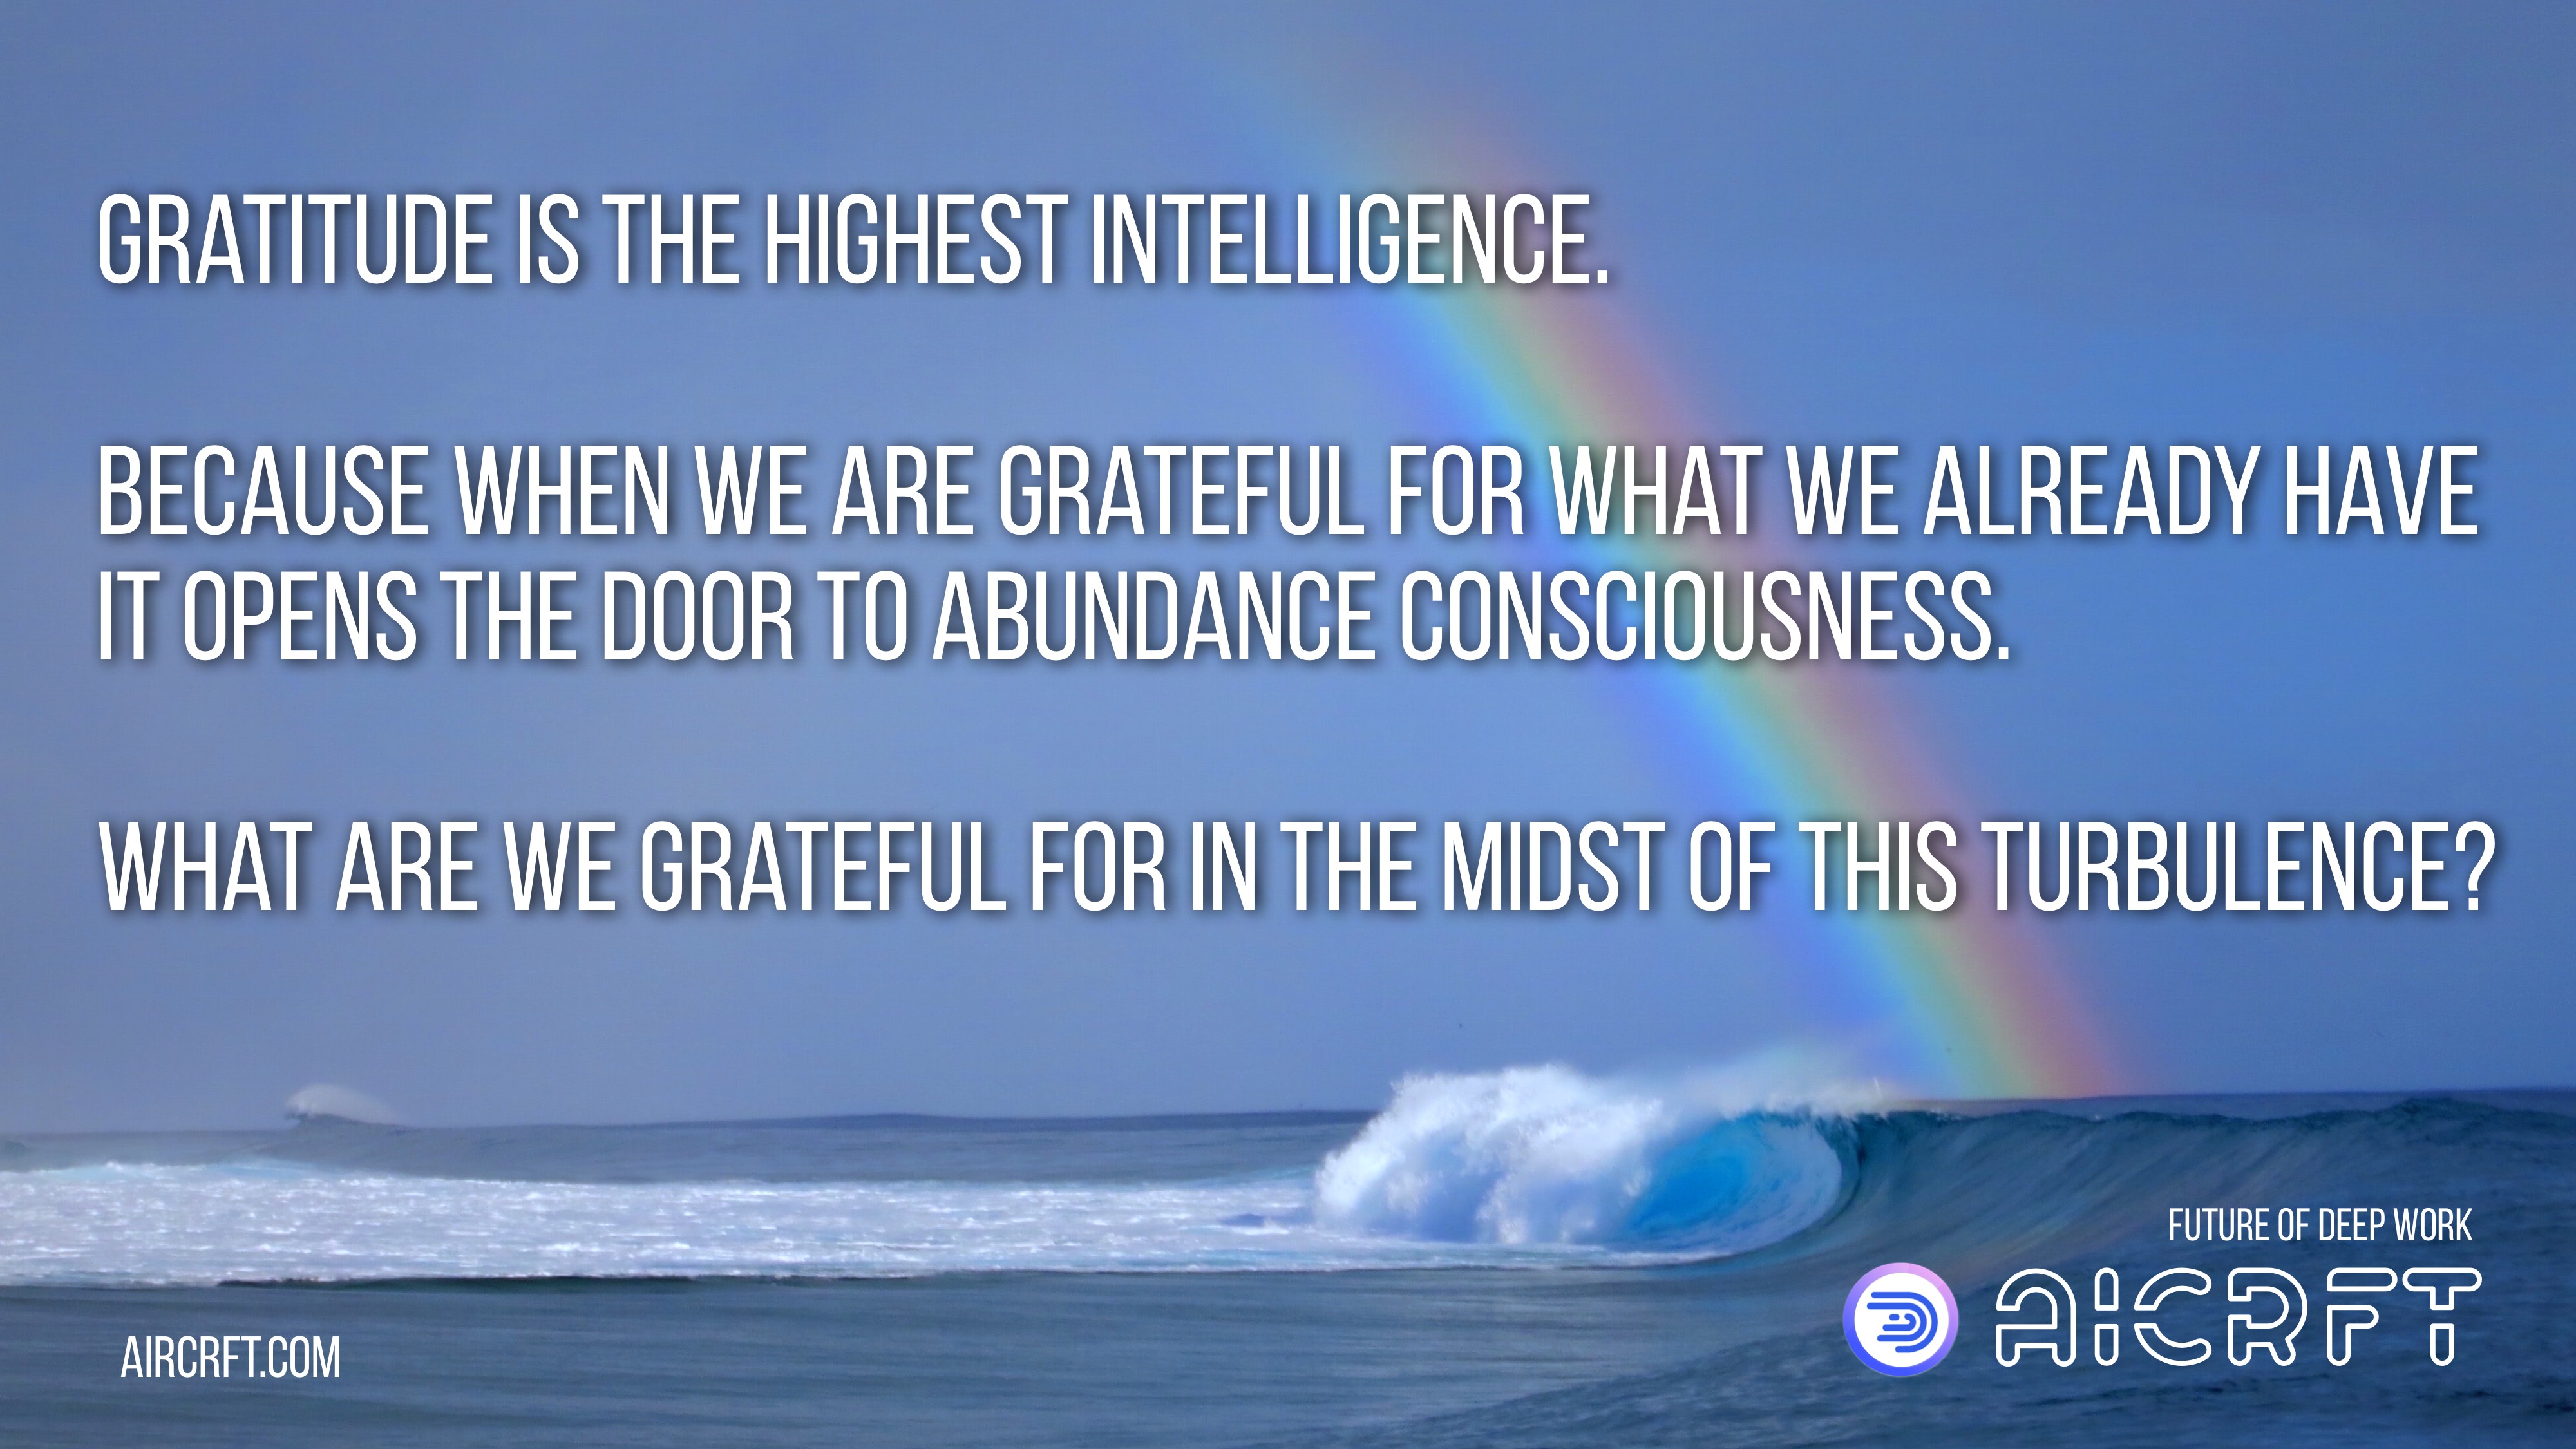 GRATITUDE IS THE HIGHEST INTELLIGENCE.
BECAUSE WHEN WE ARE GRATEFUL FOR WHAT WE ALREADY HAVE
IT OPENS THE DOOR TO ABUNDANCE CONSCIOUSNESS.
WHAT ARE WE GRATEFUL FOR IN THE MIDST OF THIS TURBULENCE?
FUTURE OF DEEP WORK
AICRFT
AIRCRFT.COM